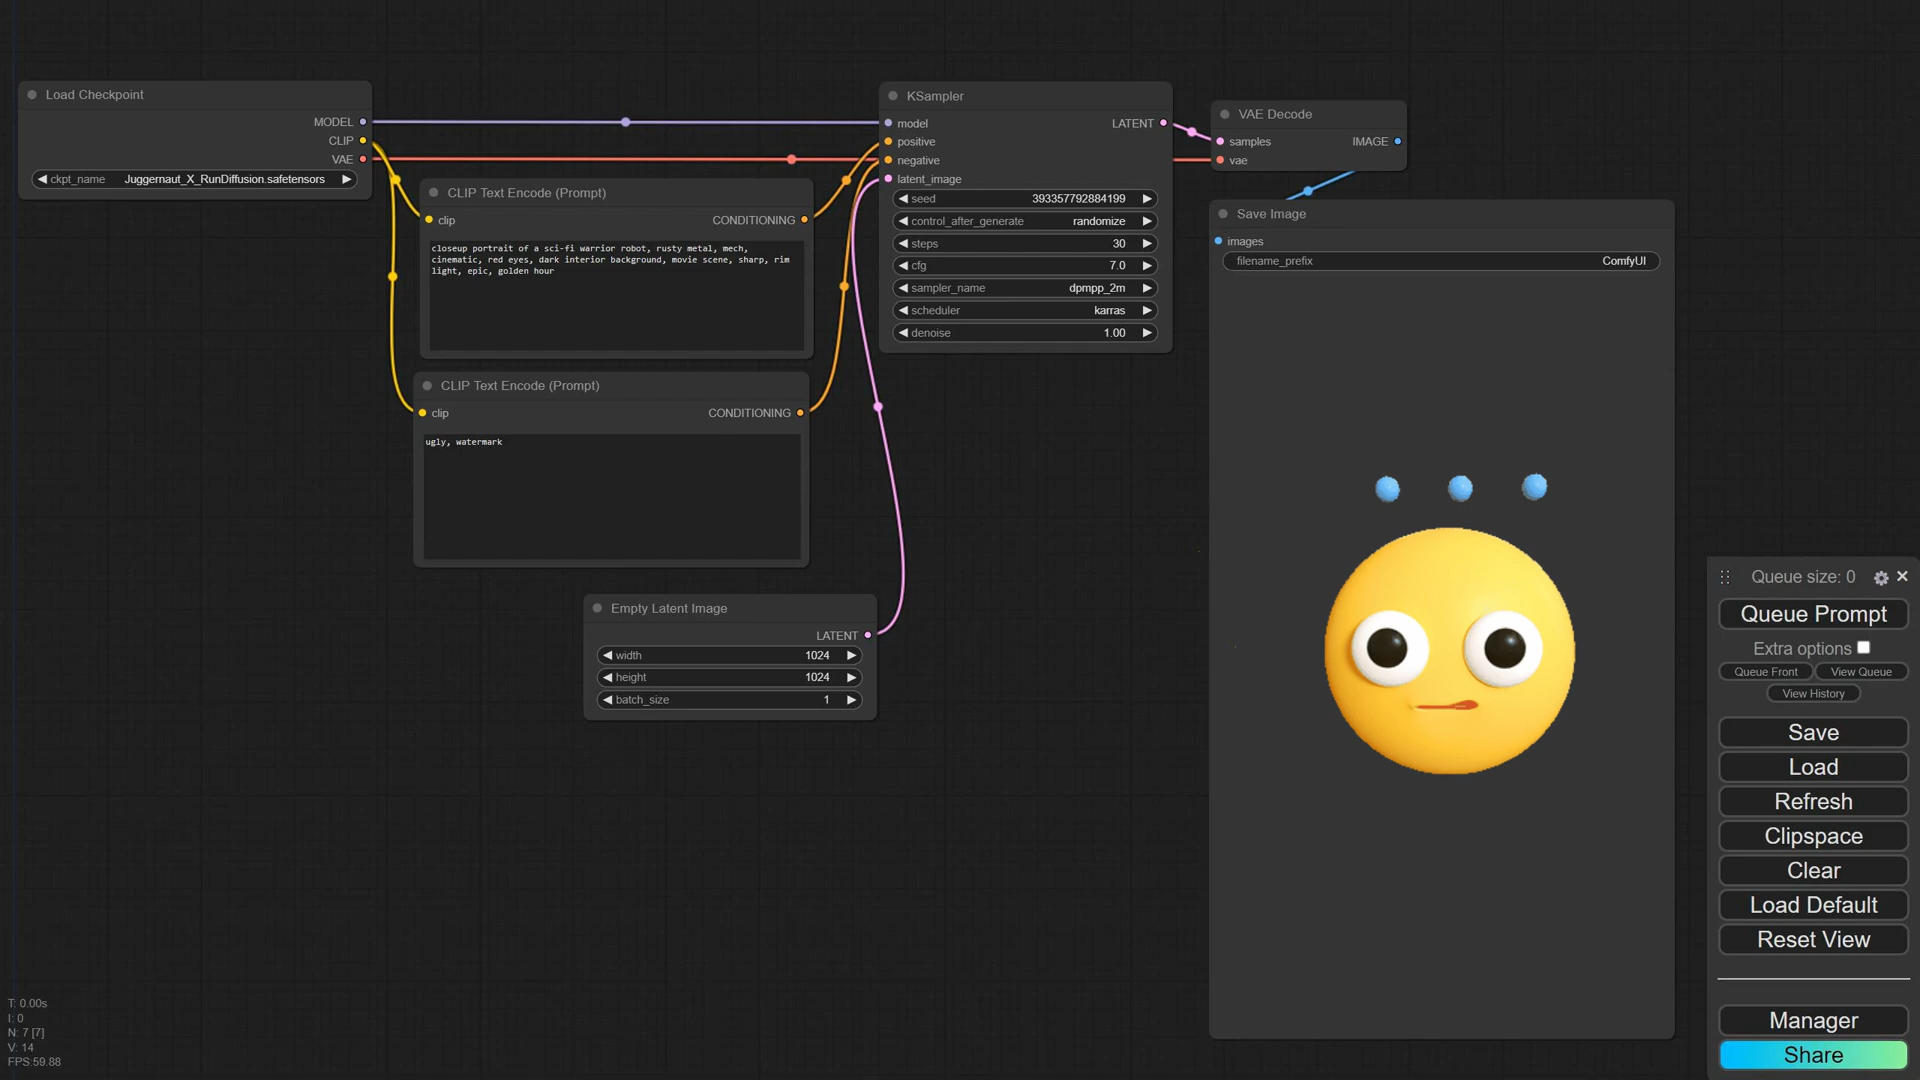 Load Checkpoint
MODEL
CLIP
VAE
ckpt_name Juggernaut_X_RunDiffusion.safetensors
CLIP Text Encode (Prompt)
clip CONDITIONING
closeup portrait of a sci-fi warrior robot, rusty metal, mech,
cinematic, red eyes, dark interior background, movie scene, sharp, rim
light, epic, golden hour
CLIP Text Encode (Prompt)
clip CONDITIONING
ugly, watermark
Empty Latent Image
LATENT
width 1024
height 1024
batch_size 1
KSampler
model LATENT
positive
negative
latent_image
seed 393357792884199
control_after_generate randomize
steps 30
cfg 7.0
sampler_name dpmpp_2m
scheduler karras
denoise 1.00
VAE Decode
samples IMAGE
vae
Save Image
images
filename_prefix ComfyUI
Queue size: 0
Queue Prompt
Extra options
Queue Front View Queue
View History
Save
Load
Refresh
Clipspace
Clear
Load Default
Reset View
Manager
Share
T: 0.00s
I: 0
N: 7 [7]
V: 14
FPS:59.88